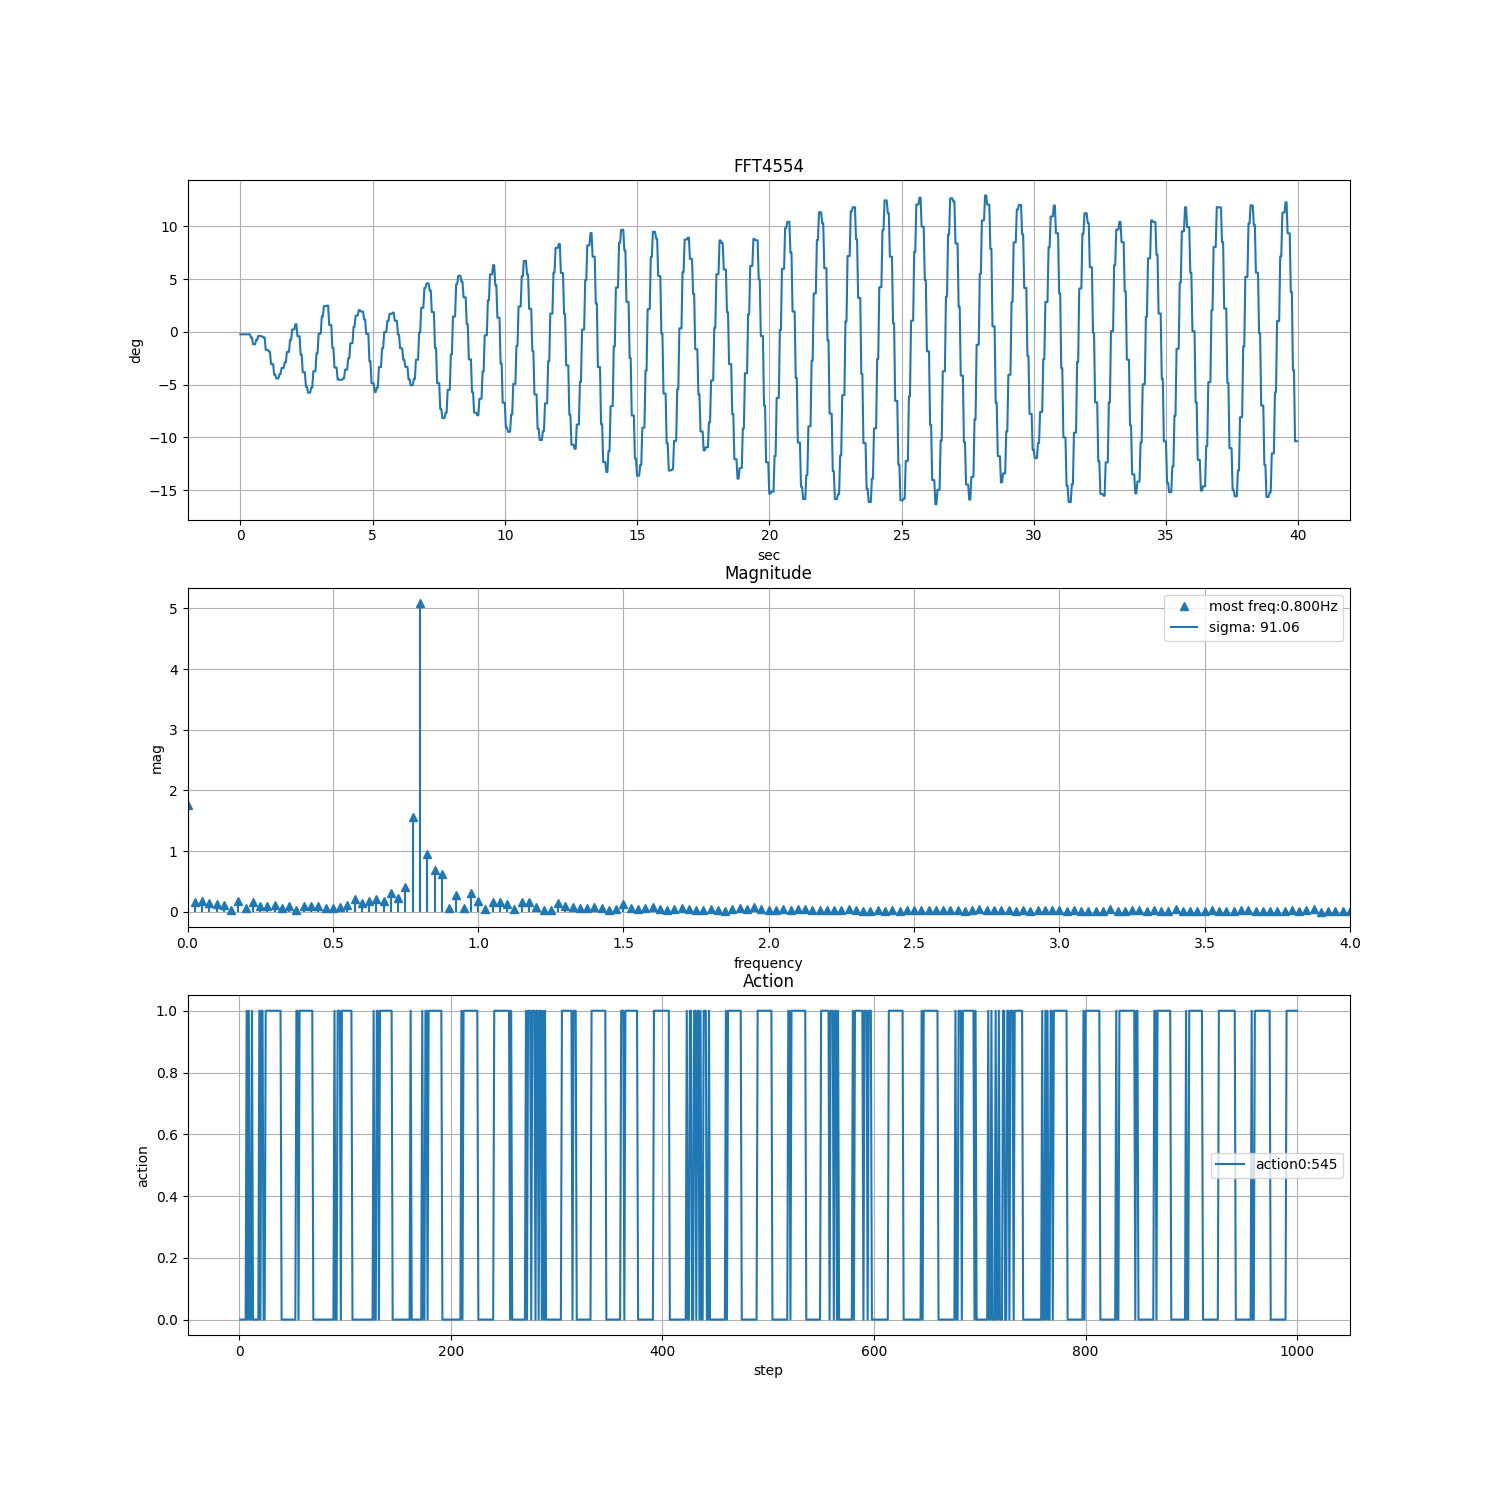 FFT4554
10
5
0
−5
−10
−15
deg
0 5 10 15 20 25 30 35 40
sec
Magnitude
5
4
3
2
1
0
mag
most freq:0.800Hz
sigma: 91.06
0.0 0.5 1.0 1.5 2.0 2.5 3.0 3.5 4.0
frequency
Action
1.0
0.8
0.6
0.4
0.2
0.0
action
action0:545
0 200 400 600 800 1000
step